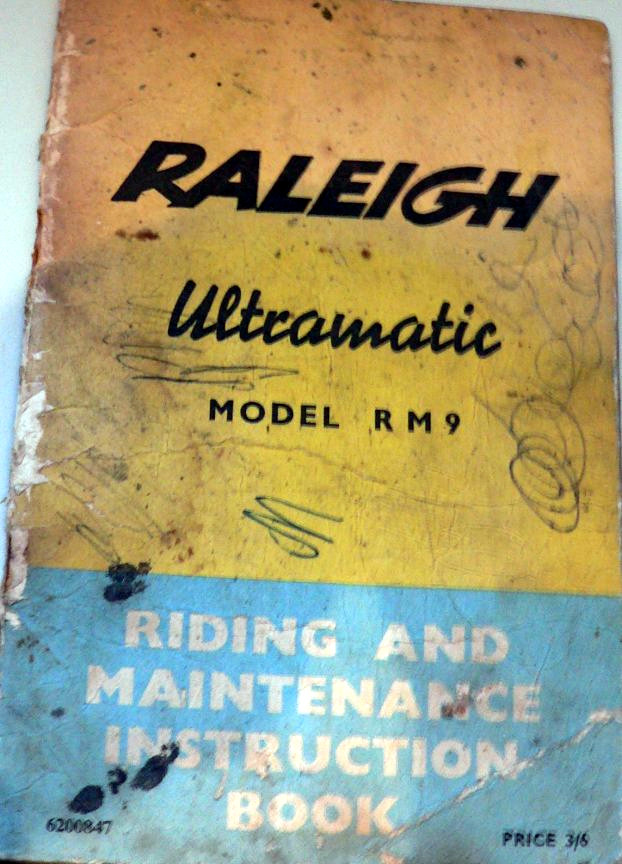 RALEIGH
Ultramatic
MODEL RM9
RIDING AND
MAINTENANCE
INSTRUCTION
BOOK
6200847
PRICE 3/6